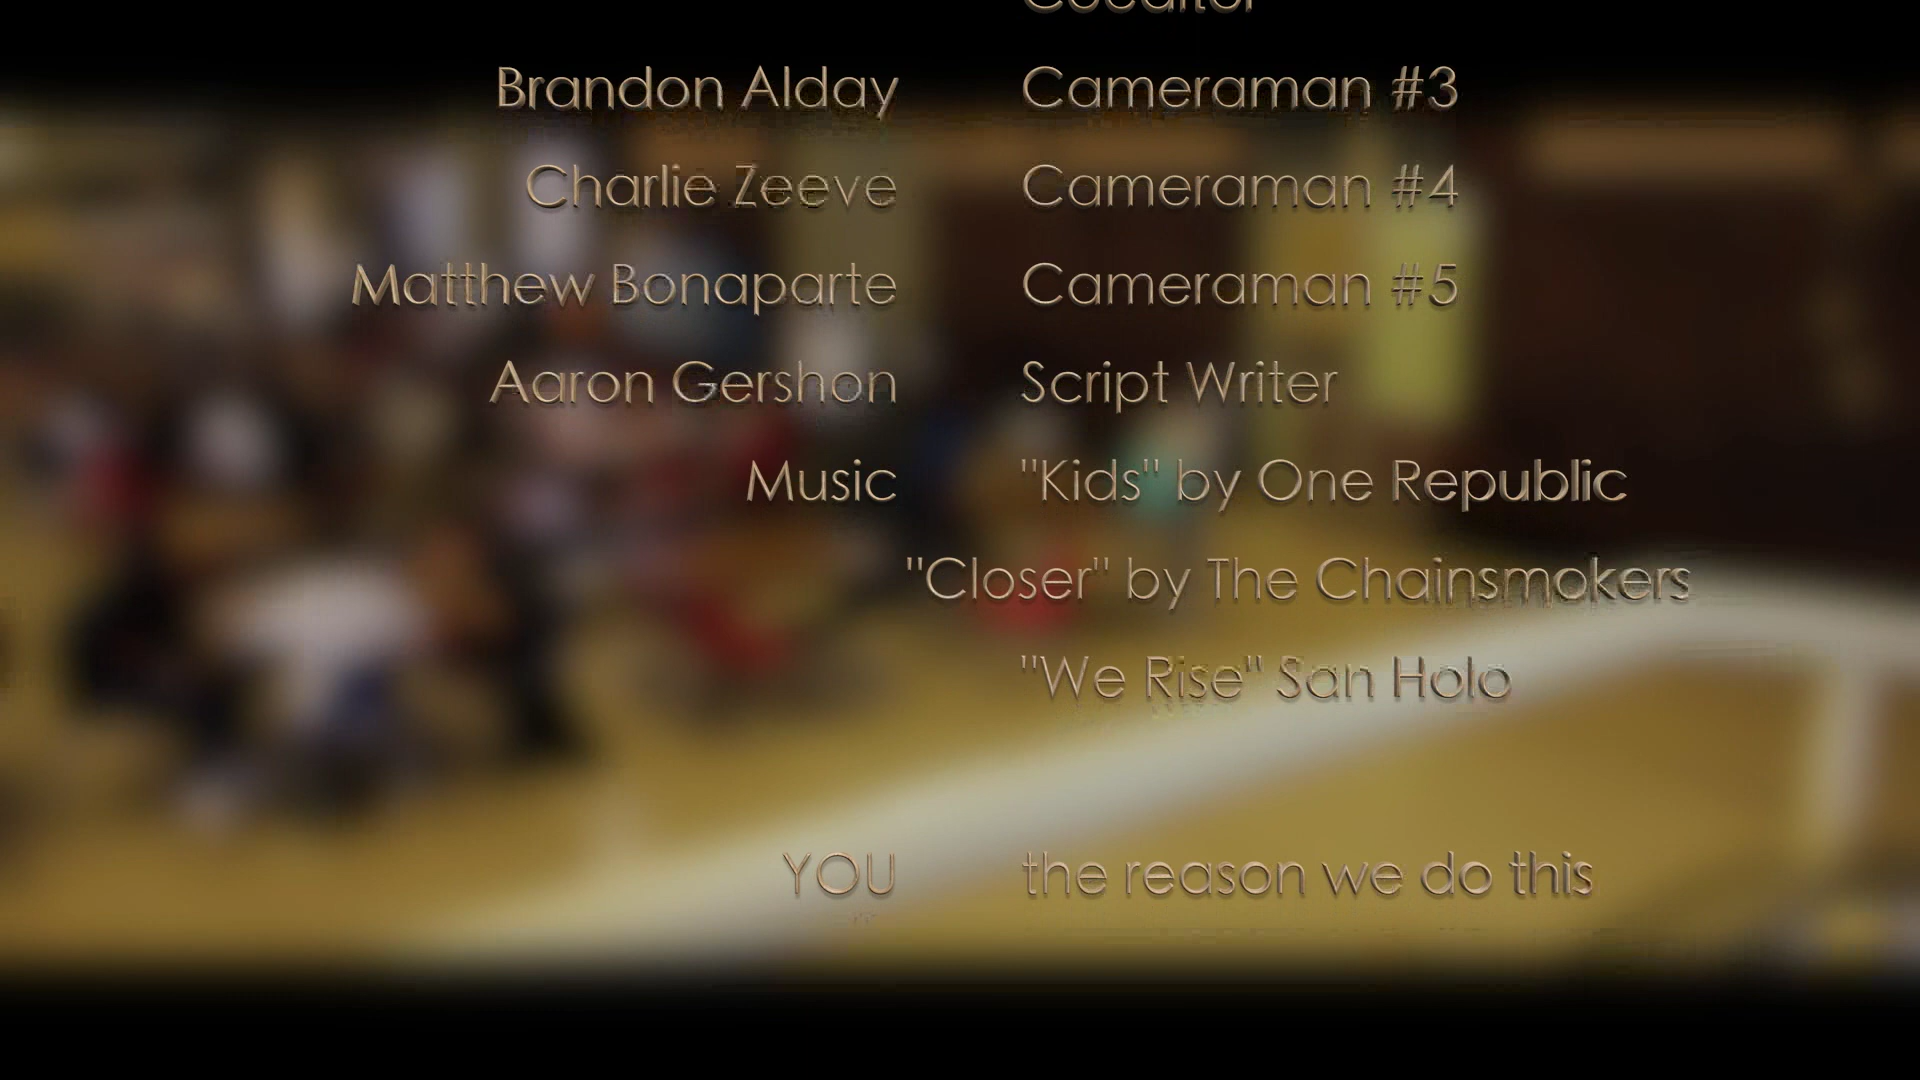 Coeditor
Brandon Alday Cameraman #3
Charlie Zeeve Cameraman #4
Matthew Bonaparte Cameraman #5
Aaron Gershon Script Writer
Music "Kids" by One Republic
"Closer" by The Chainsmokers
"We Rise" San Holo
YOU the reason we do this